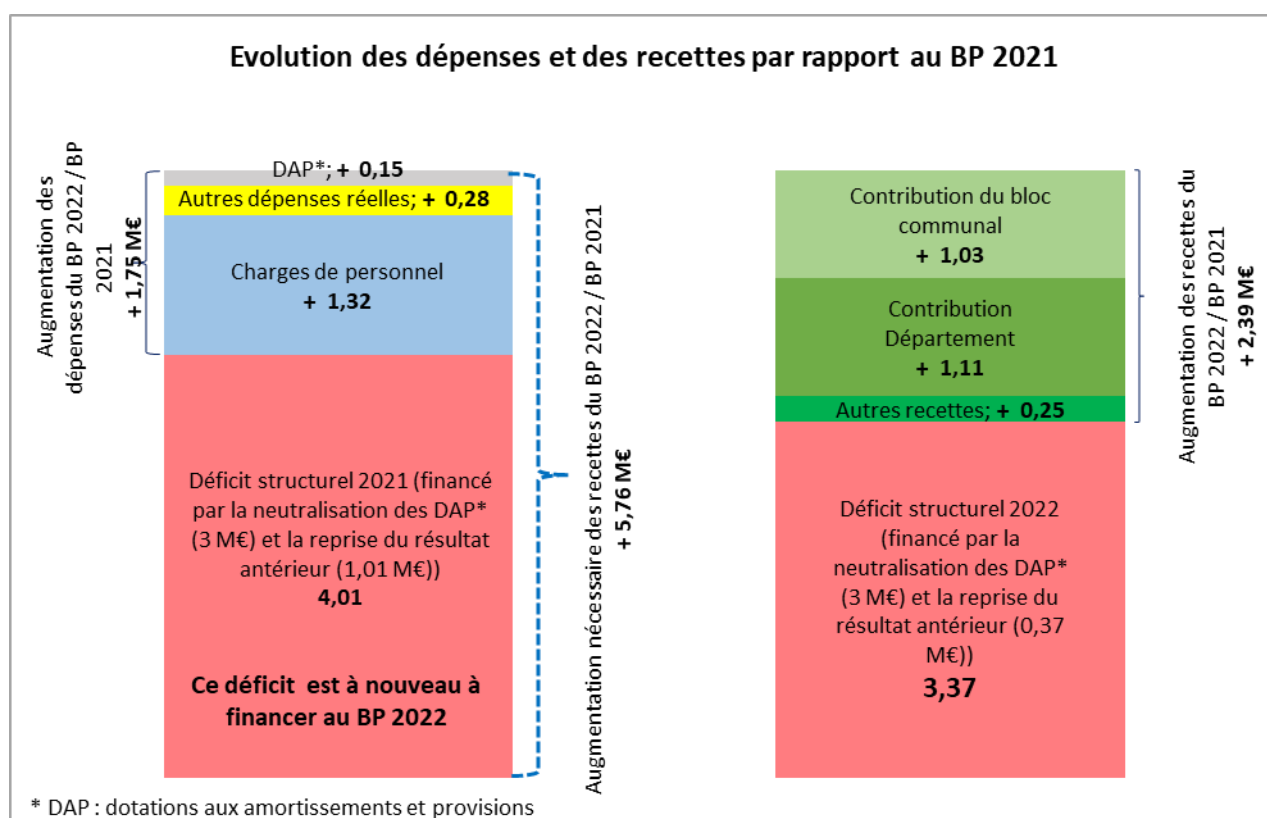 Evolution des dépenses et des recettes par rapport au BP 2021
Augmentation des
dépenses du BP 2022 / BP
2021
+ 1,75 M€
DAP*; + 0,15
Autres dépenses réelles; + 0,28
Charges de personnel
+ 1,32
Déficit structurel 2021 (financé
par la neutralisation des DAP*
(3 M€) et la reprise du résultat
antérieur (1,01 M€))
4,01
Ce déficit est à nouveau à
financer au BP 2022
Augmentation nécessaire des recettes du BP 2022 / BP 2021
+ 5,76 M€
Contribution du bloc
communal
+ 1,03
Contribution
Département
+ 1,11
Autres recettes; + 0,25
Déficit structurel 2022
(financé par la
neutralisation des DAP*
(3 M€) et la reprise du
résultat antérieur (0,37
M€))
3,37
Augmentation des recettes du
BP 2022 / BP 2021
+ 2,39 M€
* DAP : dotations aux amortissements et provisions